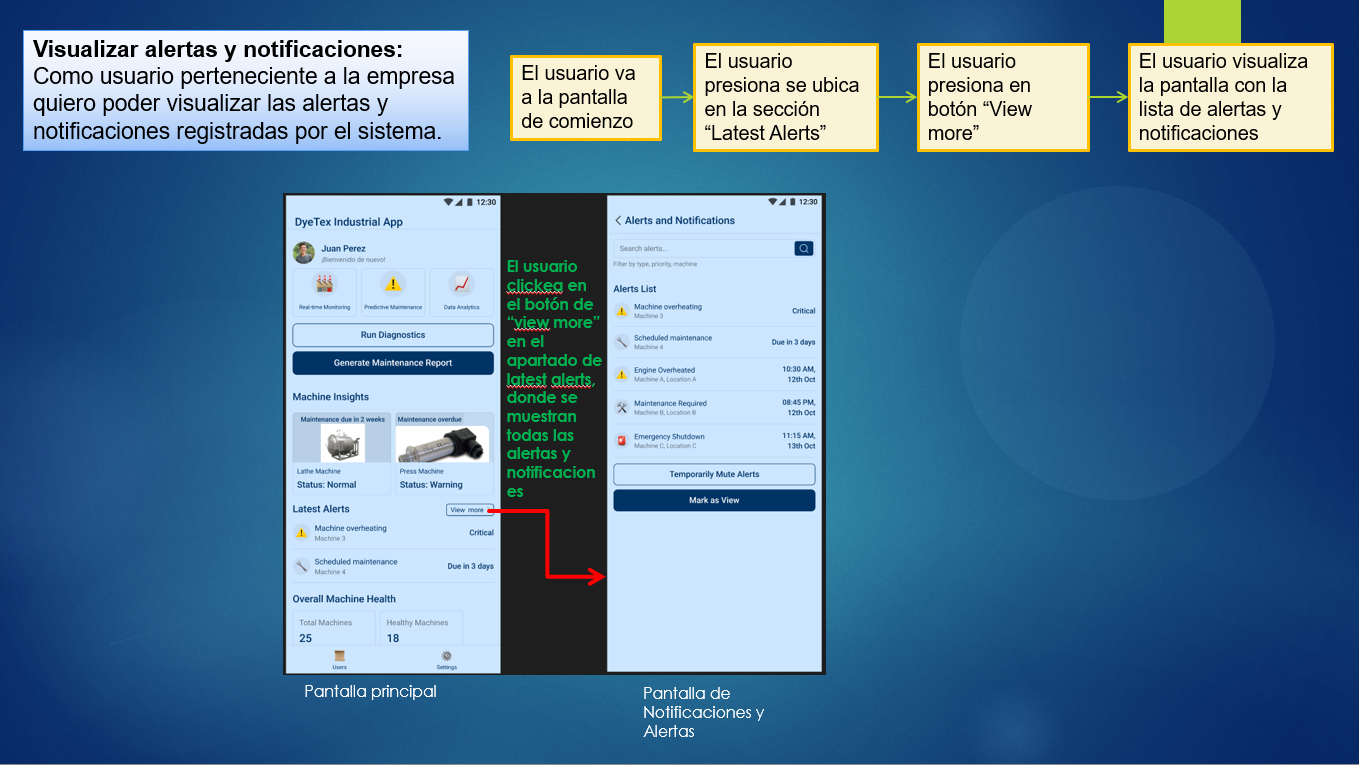 Visualizar alertas y notificaciones:
Como usuario perteneciente a la empresa
quiero poder visualizar las alertas y
notificaciones registradas por el sistema.
El usuario va
a la pantalla
de comienzo
El usuario
presiona se ubica
en la sección
“Latest Alerts”
El usuario
presiona en
botón “View
more”
El usuario visualiza
la pantalla con la
lista de alertas y
notificaciones
12:30
DyeTex Industrial App
Juan Perez
¡Bienvenido de nuevo!
Real-time Monitoring
Predictive Maintenance
Data Analytics
Run Diagnostics
Generate Maintenance Report
Machine Insights
Maintenance due in 2 weeks
Maintenance overdue
Lathe Machine
Status: Normal
Press Machine
Status: Warning
Latest Alerts
View more
Machine overheating
Machine 3
Critical
Scheduled maintenance
Machine 4
Due in 3 days
Overall Machine Health
Total Machines
25
Healthy Machines
18
Users
Settings
El usuario
clickea en
el botón de
“view more”
en el
apartado de
latest alerts,
donde se
muestran
todas las
alertas y
notificacion
es
12:30
Alerts and Notifications
Search alerts...
Filter by type, priority, machine
Alerts List
Machine overheating
Machine 3
Critical
Scheduled maintenance
Machine 4
Due in 3 days
Engine Overheated
Machine A, Location A
10:30 AM,
12th Oct
Maintenance Required
Machine B, Location B
08:45 PM,
12th Oct
Emergency Shutdown
Machine C, Location C
11:15 AM,
13th Oct
Temporarily Mute Alerts
Mark as View
Pantalla principal
Pantalla de
Notificaciones y
Alertas